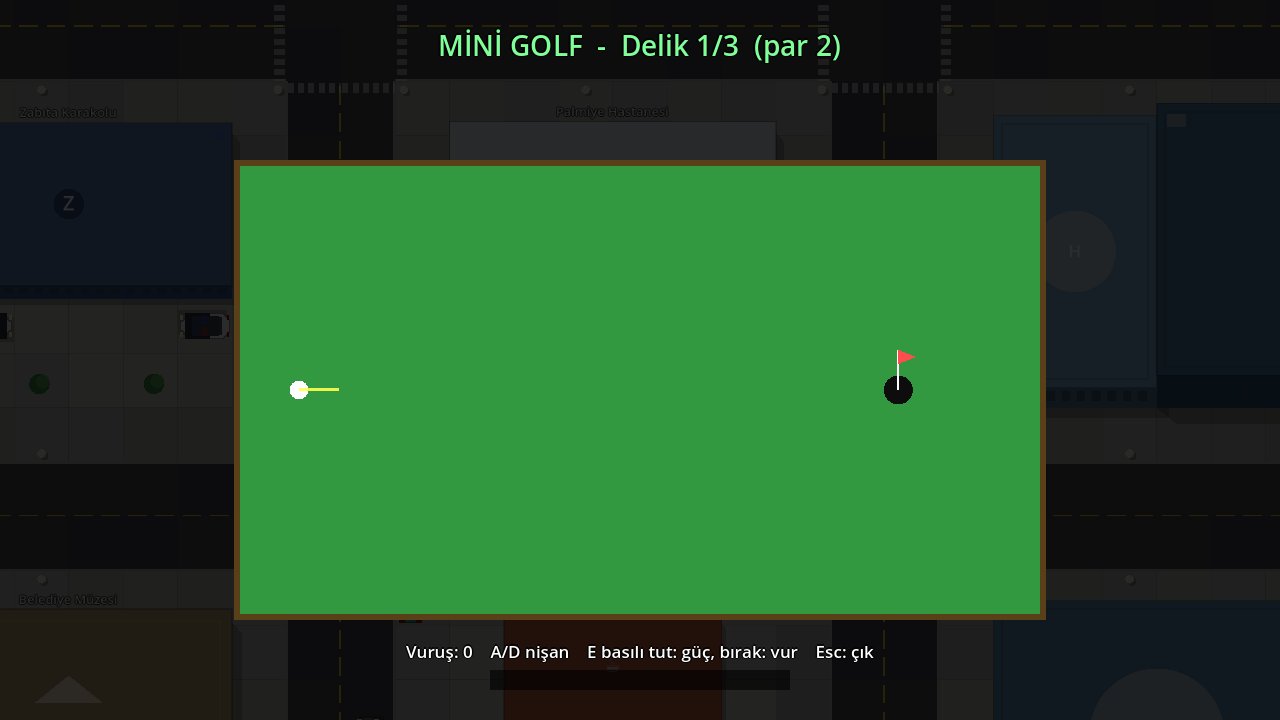 MİNİ GOLF - Delik 1/3 (par 2)
Zabıta Karakolu
Palmiye Hastanesi
Z
H
Belediye Müzesi
Vuruş: 0 A/D nişan E basılı tut: güç, bırak: vur Esc: çık